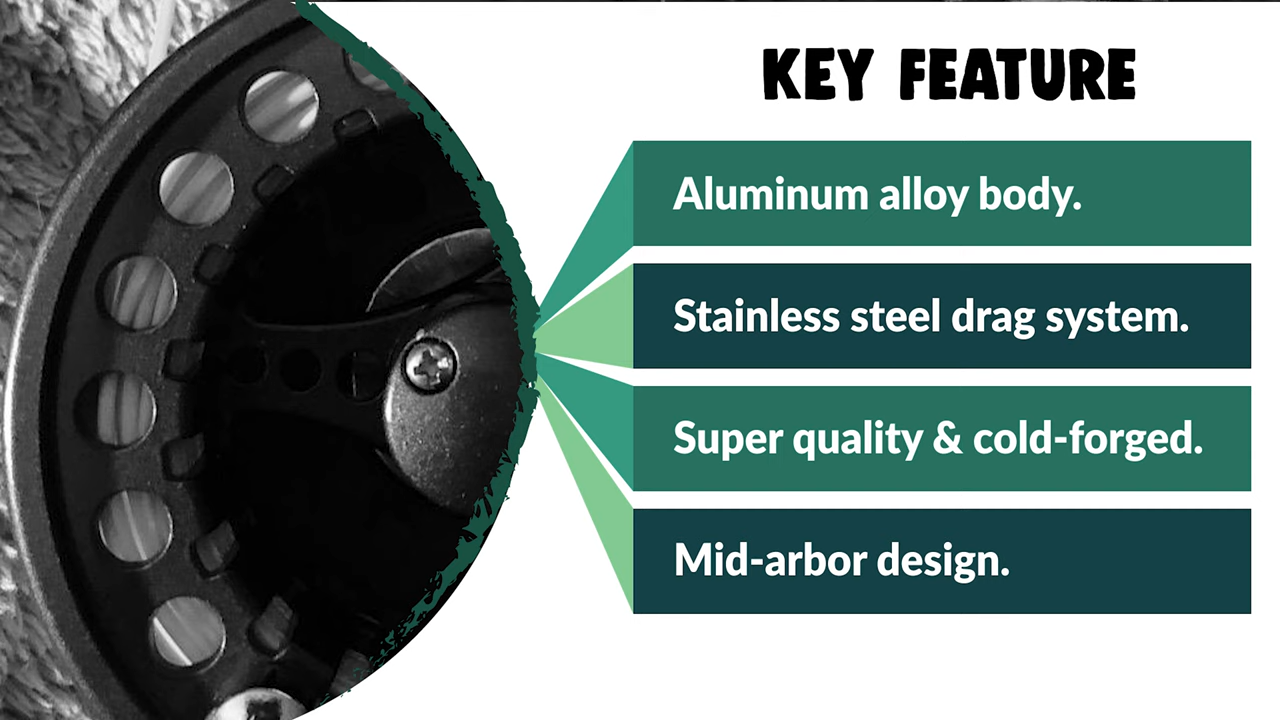 KEY FEATURE
Aluminum alloy body.
Stainless steel drag system.
Super quality & cold-forged.
Mid-arbor design.